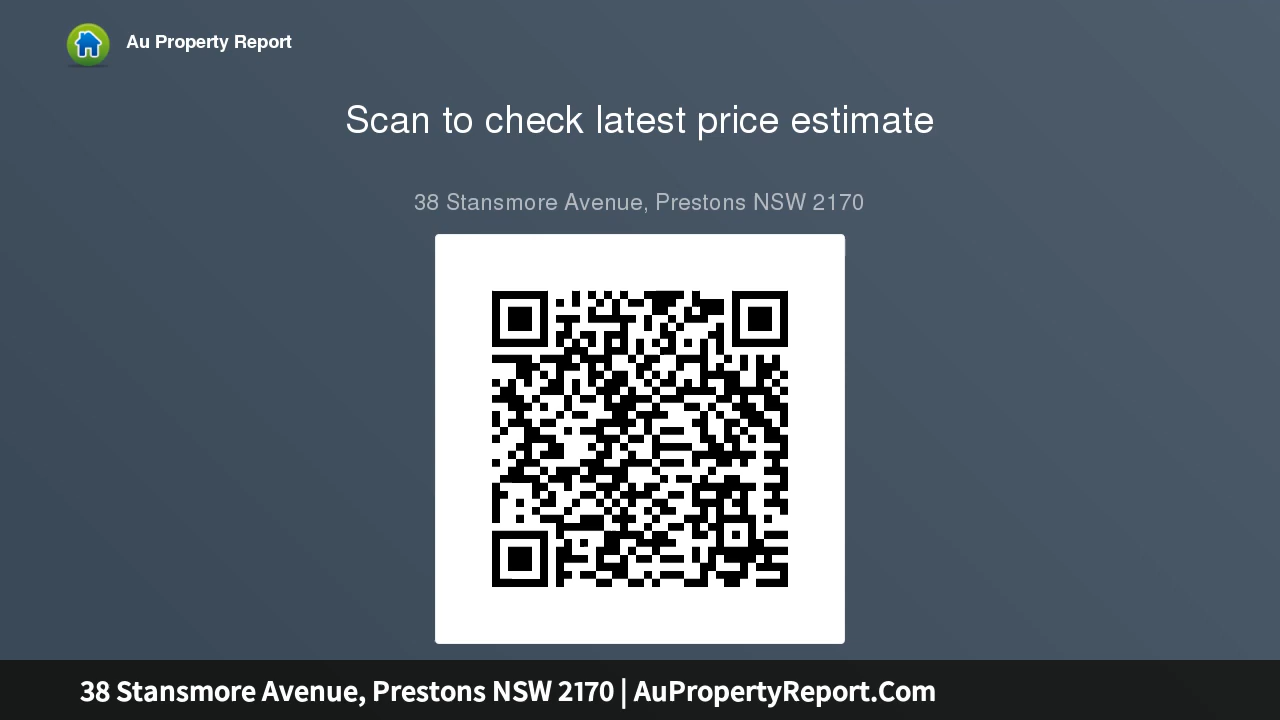 Au Property Report
Scan to check latest price estimate
38 Stansmore Avenue, Prestons NSW 2170
38 Stansmore Avenue, Prestons NSW 2170 | AuPropertyReport.Com